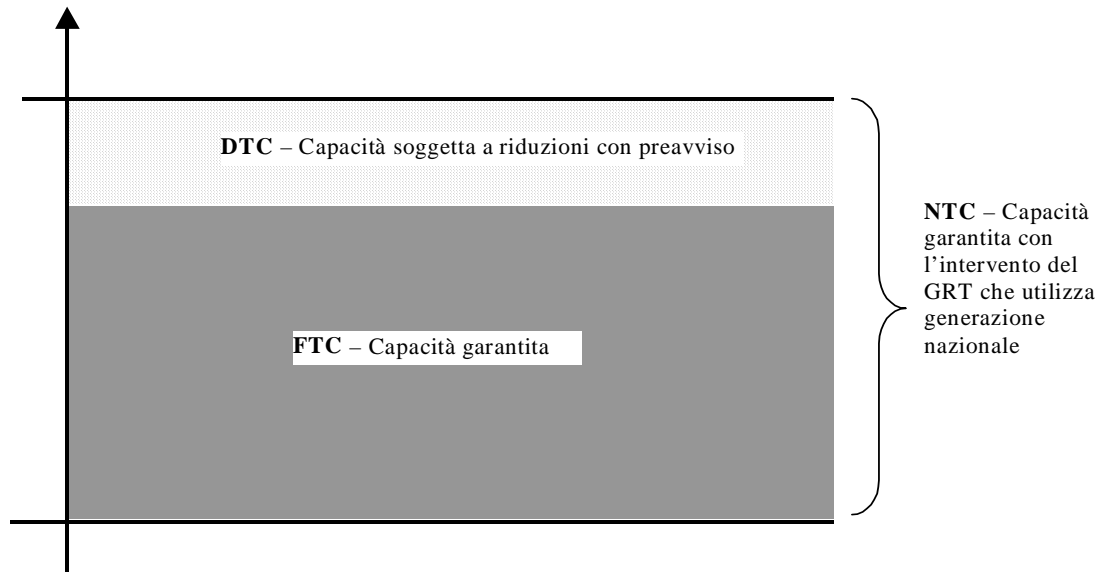 DTC – Capacità soggetta a riduzioni con preavviso
NTC – Capacità
garantita con
l’intervento del
GRT che utilizza
generazione
nazionale
FTC – Capacità garantita